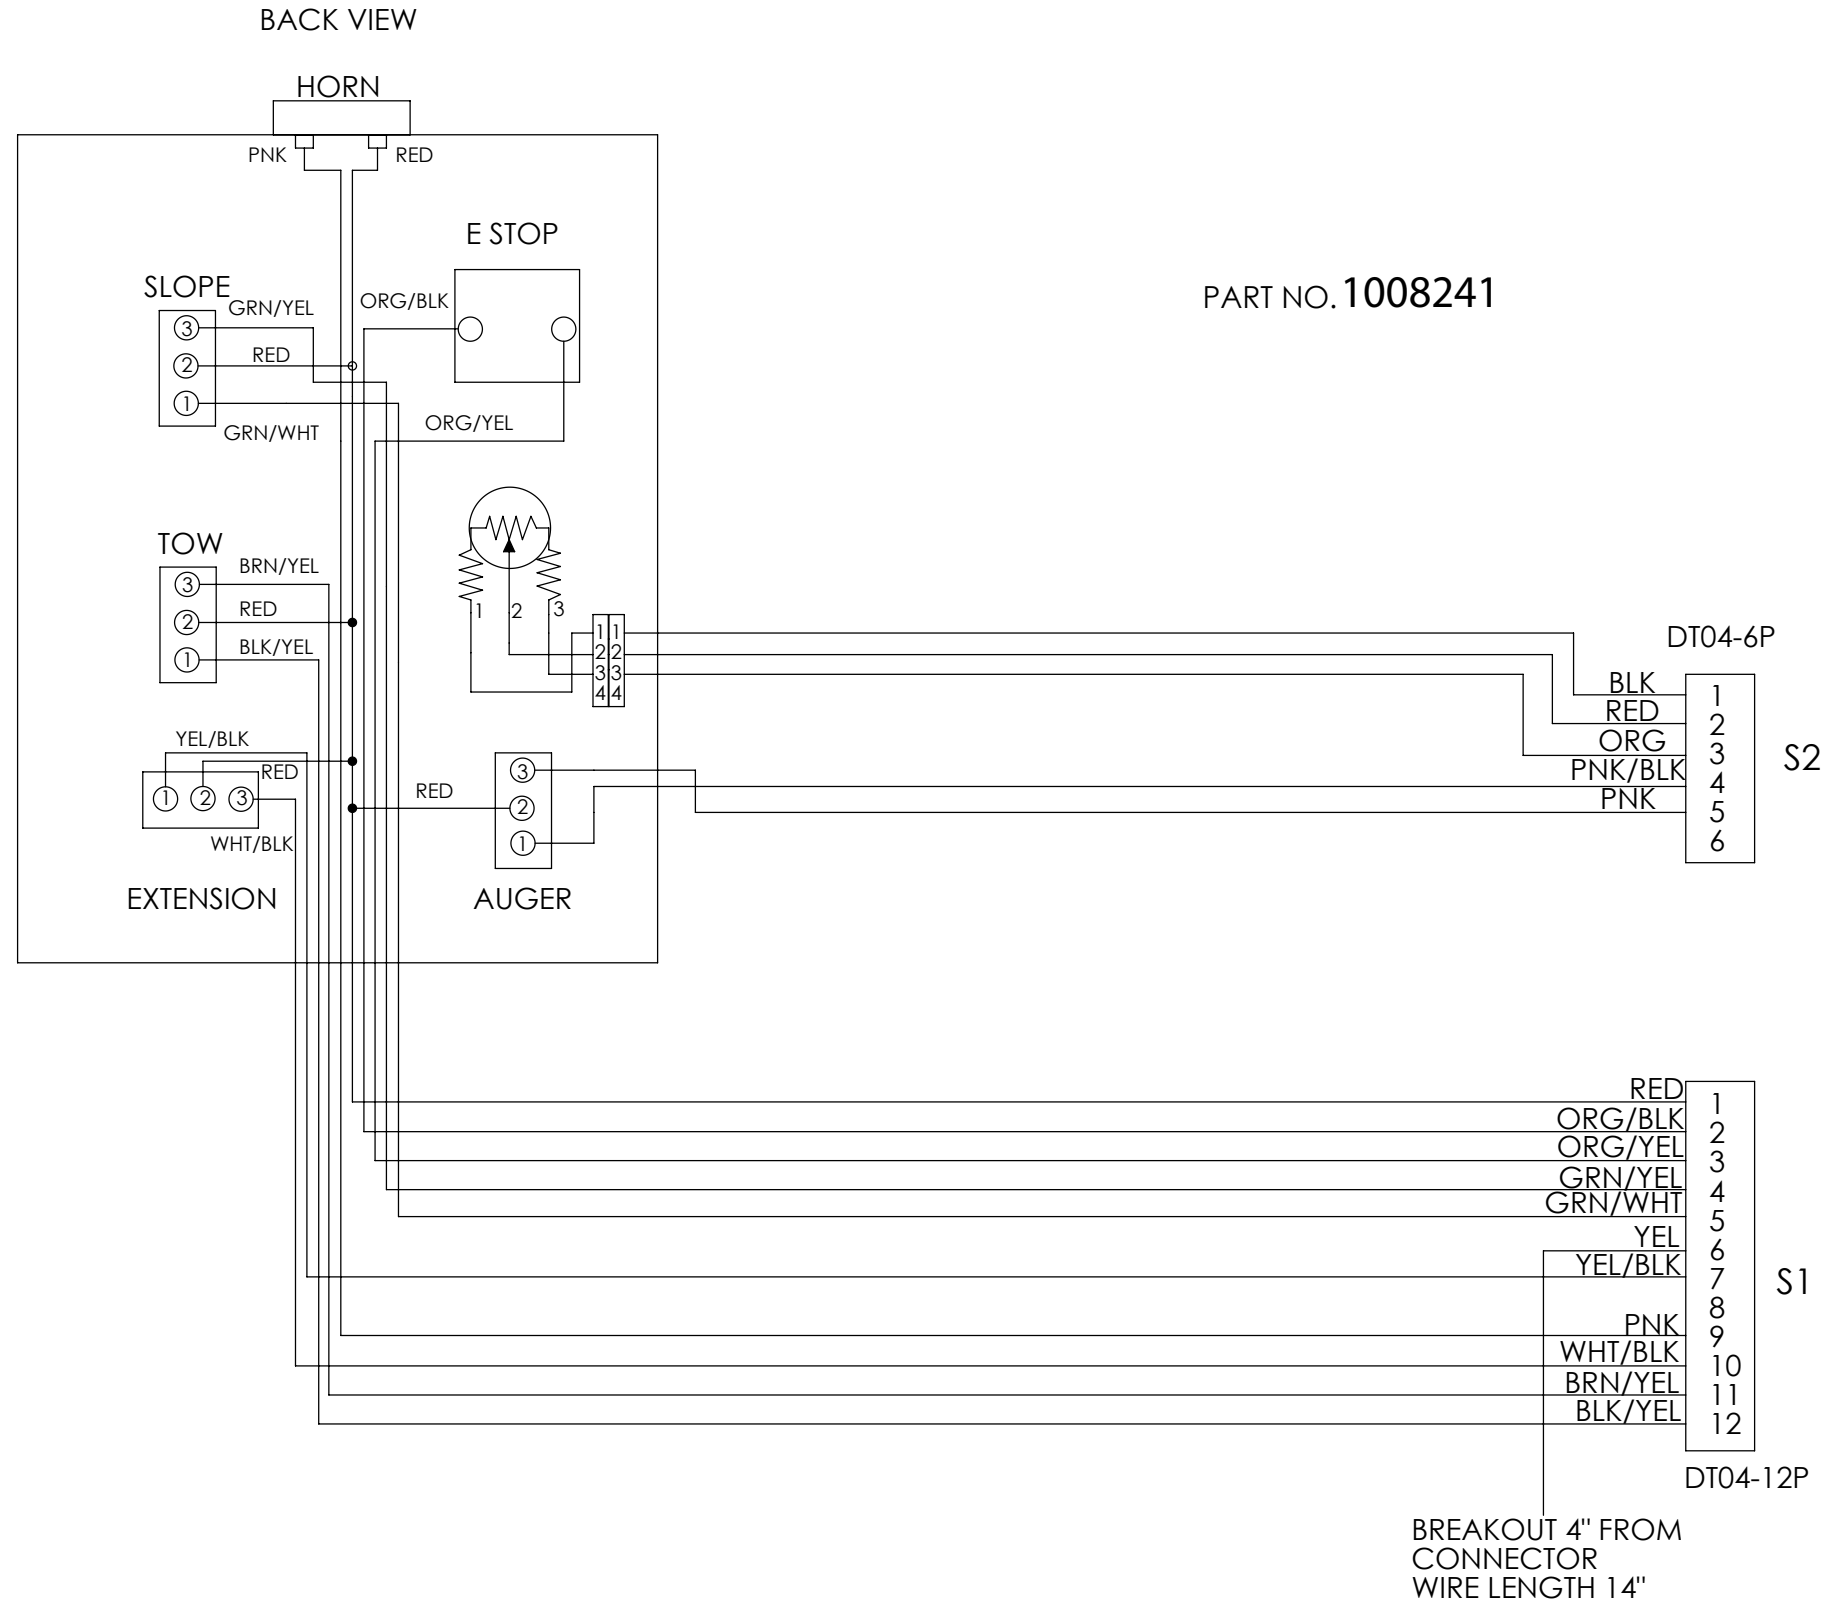 BACK VIEW
HORN
PNK
RED
E STOP
SLOPE
GRN/YEL
ORG/BLK
3
RED
2
1
GRN/WHT
ORG/YEL
PART NO. 1008241
TOW
BRN/YEL
3
RED
2
BLK/YEL
1
1 2 3
1 1
2 2
3 3
4 4
YEL/BLK
RED
1 2 3
WHT/BLK
EXTENSION
RED
3
2
1
AUGER
DT04-6P
BLK 1
RED 2
ORG 3
PNK/BLK 4
PNK 5
6
S2
RED 1
ORG/BLK 2
ORG/YEL 3
GRN/YEL 4
GRN/WHT 5
YEL 6
YEL/BLK 7
8
PNK 9
WHT/BLK 10
BRN/YEL 11
BLK/YEL 12
S1
DT04-12P
BREAKOUT 4" FROM
CONNECTOR
WIRE LENGTH 14"